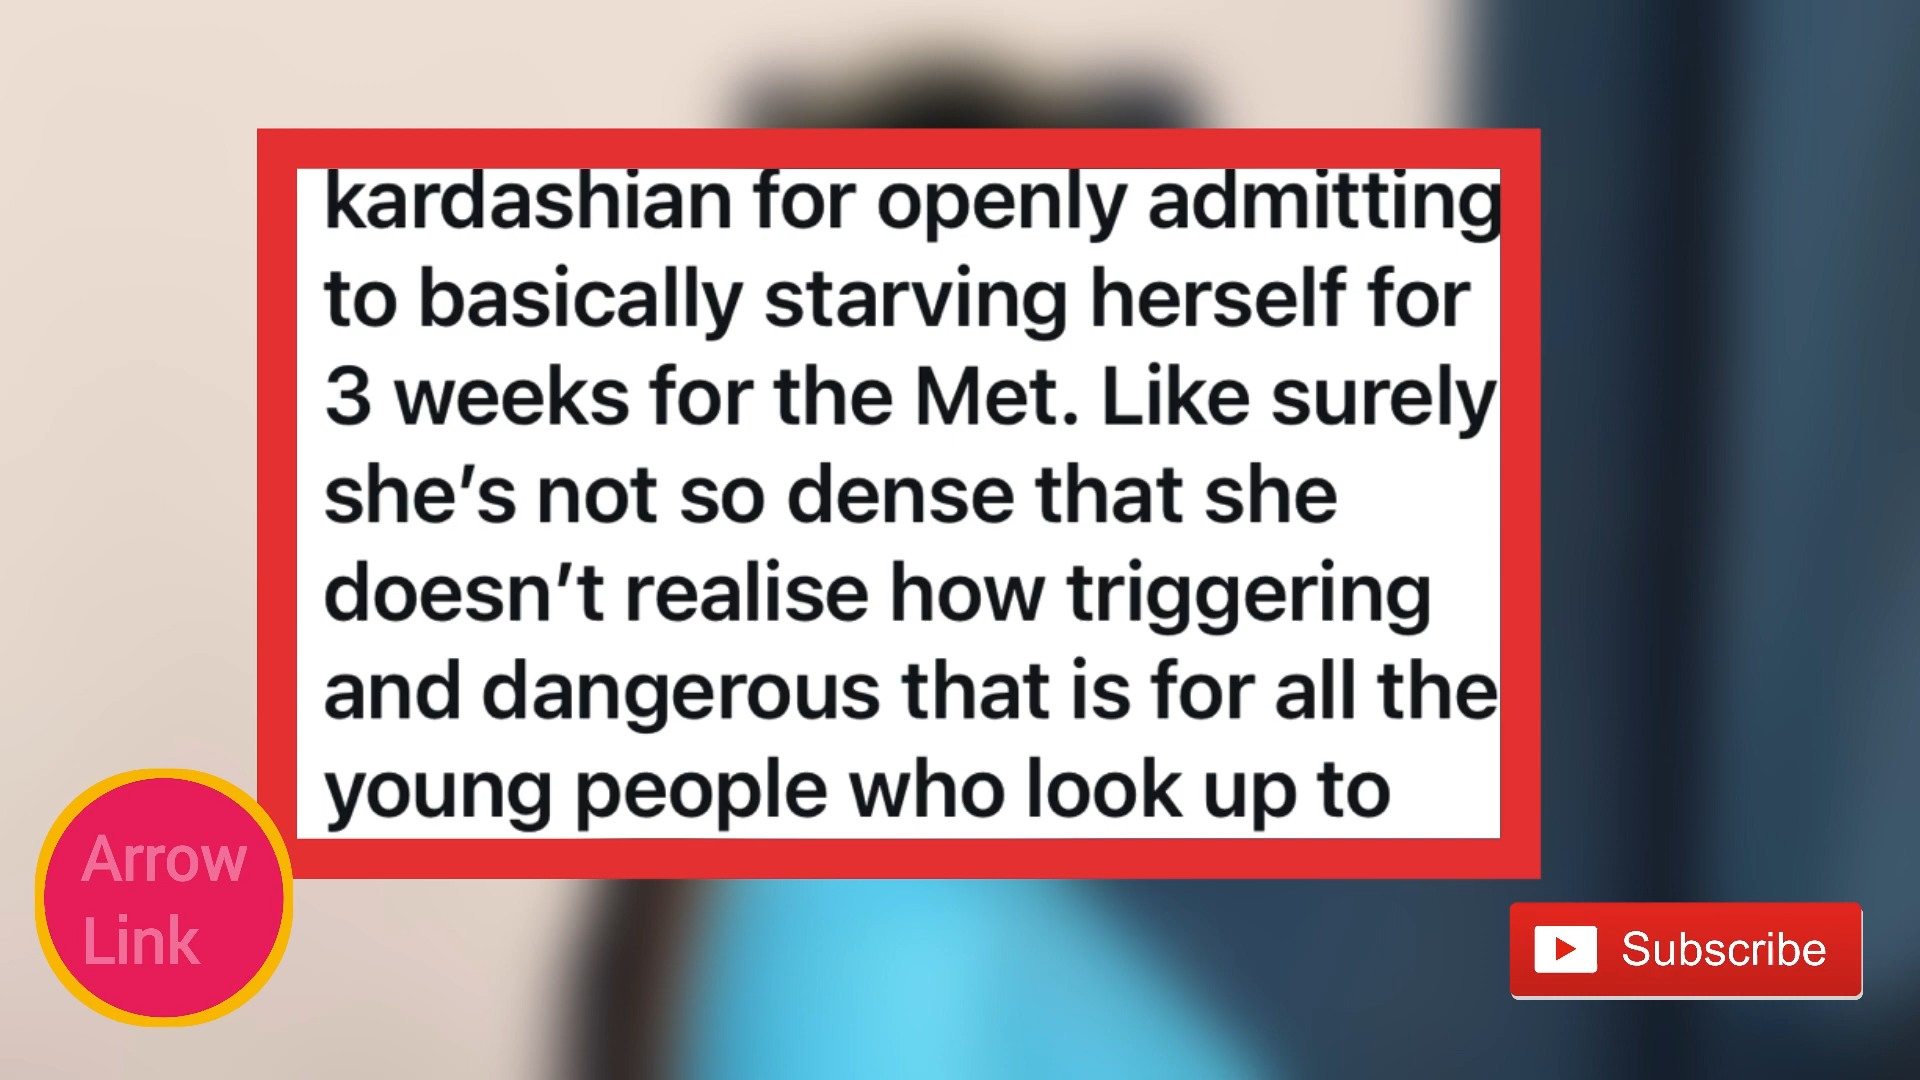 kardashian for openly admitting
to basically starving herself for
3 weeks for the Met. Like surely
she’s not so dense that she
doesn’t realise how triggering
and dangerous that is for all the
young people who look up to
Arrow
Link
Subscribe